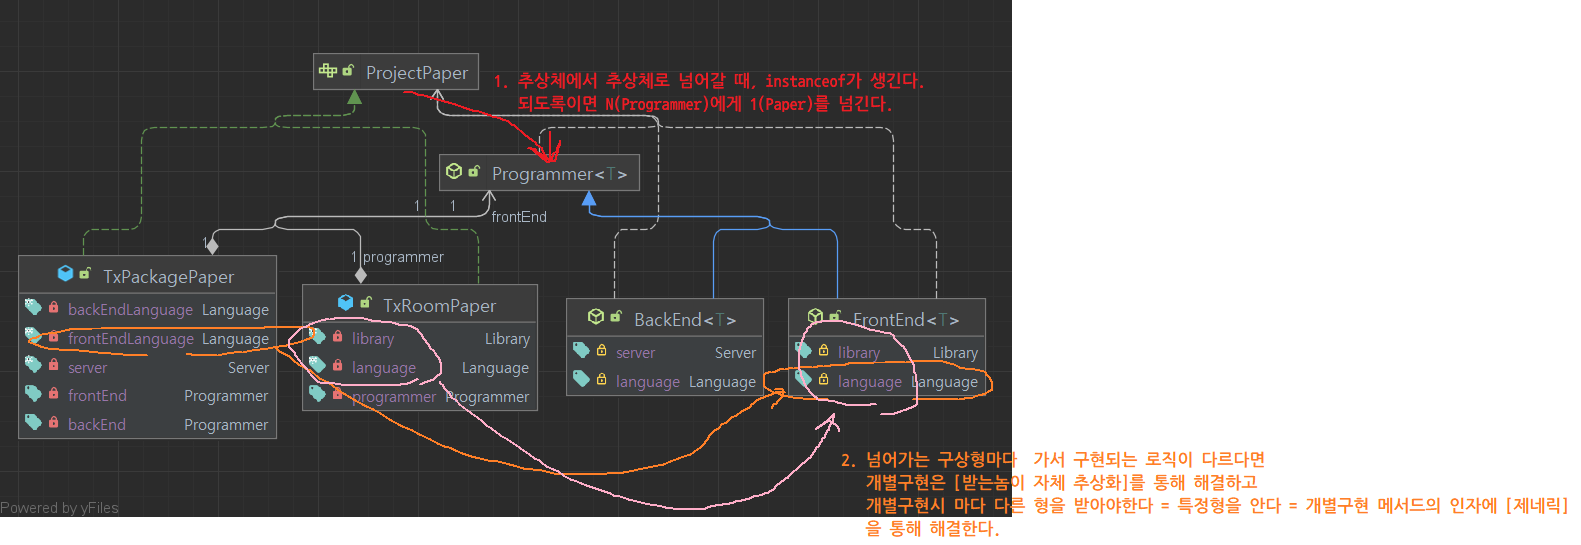 ProjectPaper
1. 추상체에서 추상체로 넘어갈 때, instanceof가 생긴다.
되도록이면 N(Programmer)에게 1(Paper)를 넘긴다.
Programmer<T>
1 1
frontEnd
1
1 programmer
TxPackagePaper
backEndLanguage Language
frontEndLanguage Language
server Server
frontEnd Programmer
backEnd Programmer
TxRoomPaper
library Library
language Language
programmer Programmer
BackEnd<T>
server Server
language Language
FrontEnd<T>
library Library
language Language
2. 넘어가는 구상형마다 가서 구현되는 로직이 다르다면
개별구현은 [받는놈이 자체 추상화]를 통해 해결하고
개별구현시 마다 다른 형을 받아야한다 = 특정형을 안다 = 개별구현 메서드의 인자에 [제네릭]
을 통해 해결한다.
Powered by yFiles